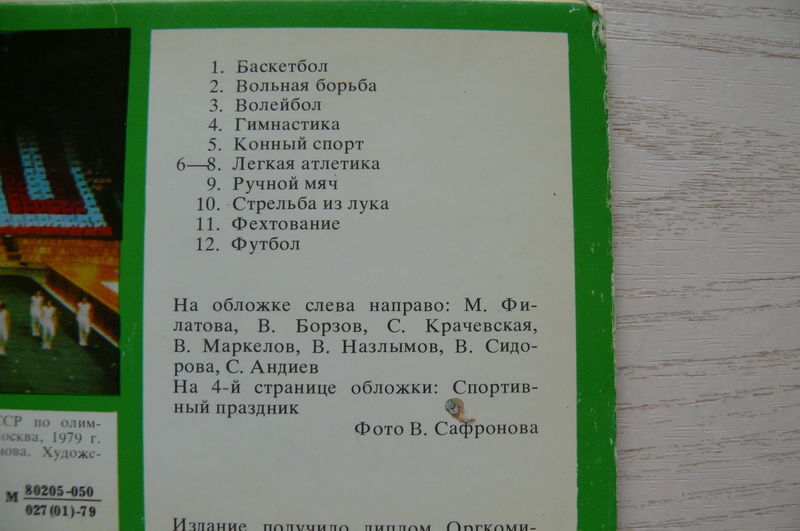 1. Баскетбол
2. Вольная борьба
3. Волейбол
4. Гимнастика
5. Конный спорт
6—8. Легкая атлетика
9. Ручной мяч
10. Стрельба из лука
11. Фехтование
12. Футбол
На обложке слева направо: М. Фи-
латова, В. Борзов, С. Крачевская,
В. Маркелов, В. Назлымов, В. Сидо-
рова, С. Андиев
На 4-й странице обложки: Спортив-
ный праздник
Фото В. Сафронова
ССР по олим-
осква, 1979 г.
нова. Художе-
М 80205-050
027(01)-79
Издание получило диплом Оргкоми-